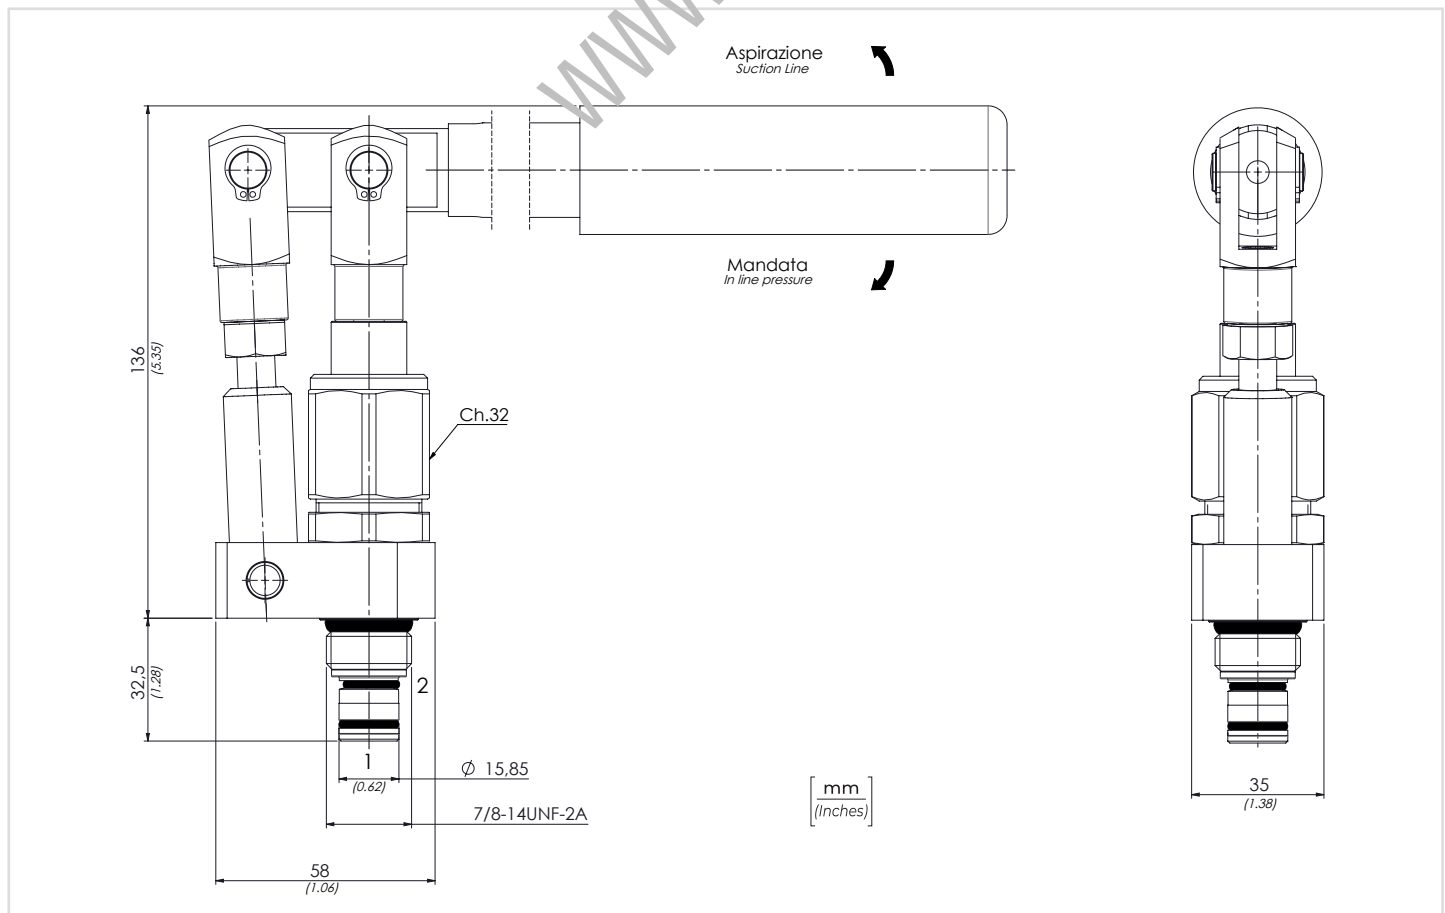 www.
Aspirazione
Suction Line
Mandata
In line pressure
136
(5.35)
Ch.32
32,5
(1.28)
2
1
(0.62)
Ø 15,85
7/8-14UNF-2A
58
(1.06)
mm
(Inches)
35
(1.38)